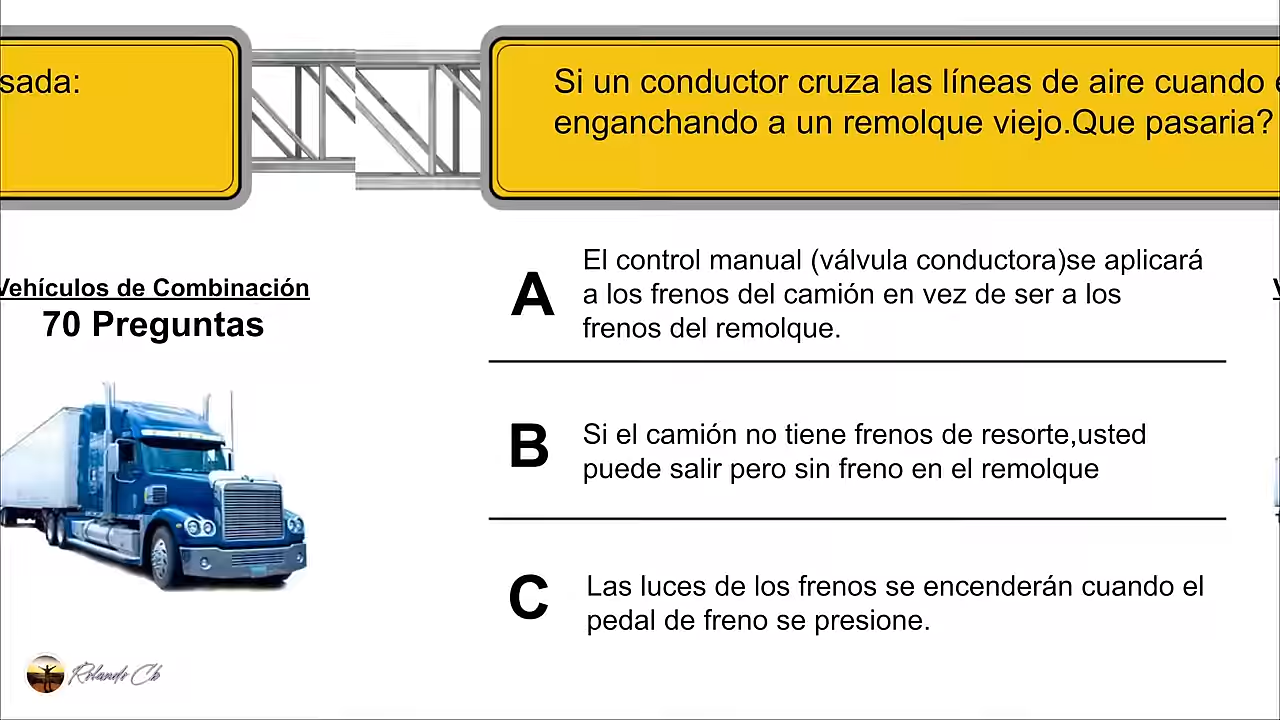 sada:
Si un conductor cruza las líneas de aire cuando
enganchando a un remolque viejo.Que pasaria?
Vehículos de Combinación
70 Preguntas
A
El control manual (válvula conductora)se aplicará
a los frenos del camión en vez de ser a los
frenos del remolque.
B
Si el camión no tiene frenos de resorte,usted
puede salir pero sin freno en el remolque
C
Las luces de los frenos se encenderán cuando el
pedal de freno se presione.
Rolando Cb